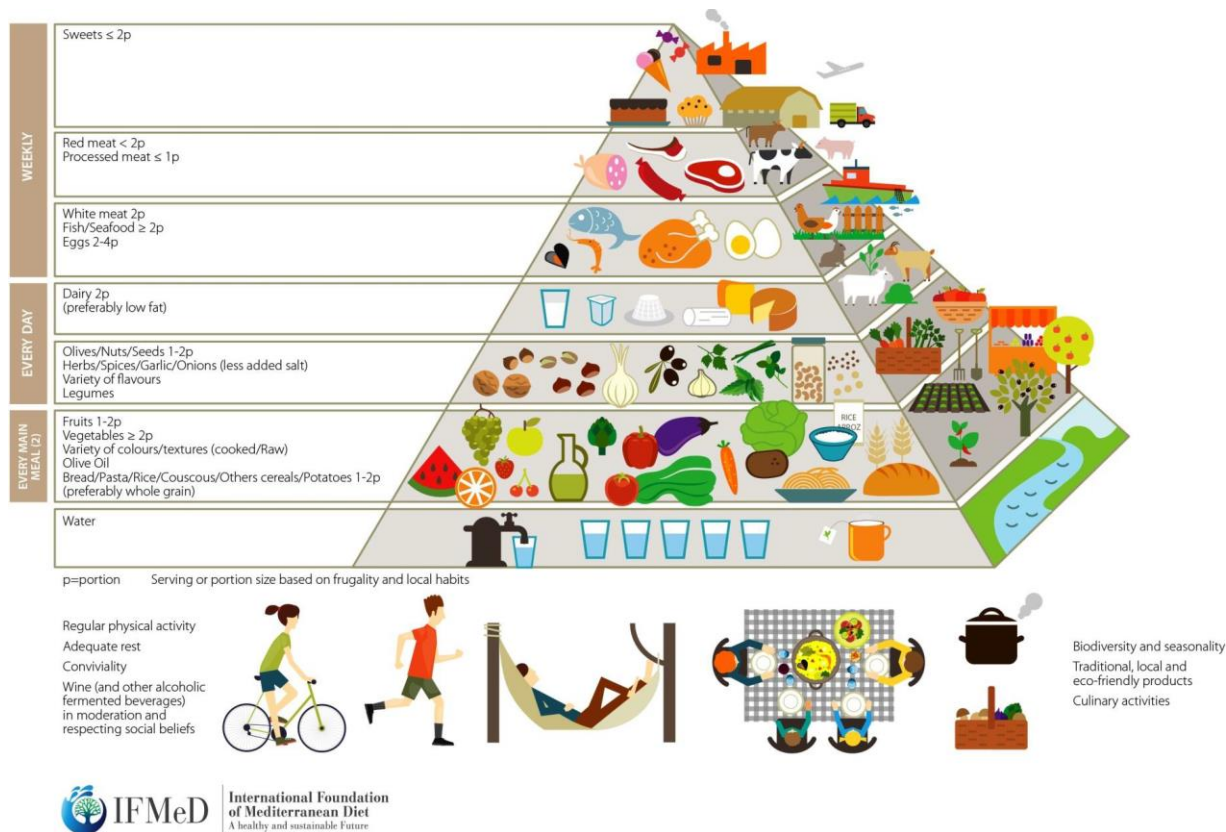 WEEKLY
Sweets ≤ 2p
Red meat < 2p
Processed meat ≤ 1p
White meat 2p
Fish/Seafood ≥ 2p
Eggs 2-4p
EVERY DAY
Dairy 2p
(preferably low fat)
Olives/Nuts/Seeds 1-2p
Herbs/Spices/Garlic/Onions (less added salt)
Variety of flavours
Legumes
EVERY MAIN
MEAL (2)
Fruits 1-2p
Vegetables ≥ 2p
Variety of colours/textures (cooked/Raw)
Olive Oil
Bread/Pasta/Rice/Couscous/Others cereals/Potatoes 1-2p
(preferably whole grain)
RICE
Water
p=portion Serving or portion size based on frugality and local habits
Regular physical activity
Adequate rest
Conviviality
Wine (and other alcoholic
fermented beverages)
in moderation and
respecting social beliefs
Biodiversity and seasonality
Traditional, local and
eco-friendly products
Culinary activities
IFMeD
International Foundation
of Mediterranean Diet
A healthy and sustainable Future